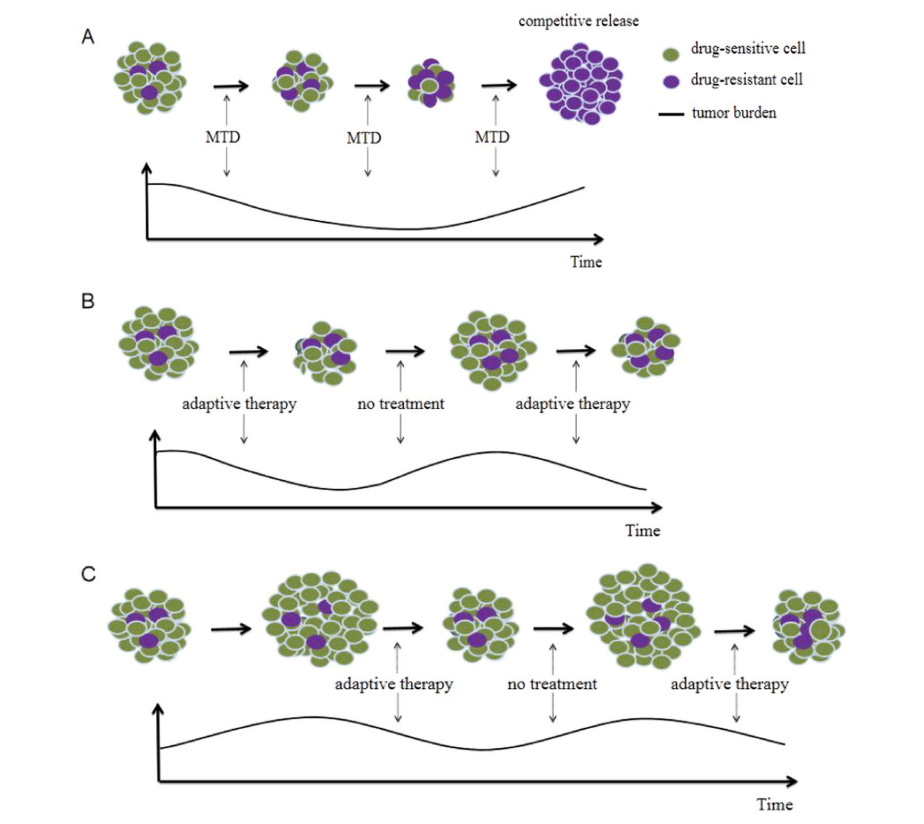 competitive release
A
drug-sensitive cell
drug-resistant cell
tumor burden
MTD
MTD
MTD
Time
B
adaptive therapy
no treatment
adaptive therapy
Time
C
adaptive therapy
no treatment
adaptive therapy
Time